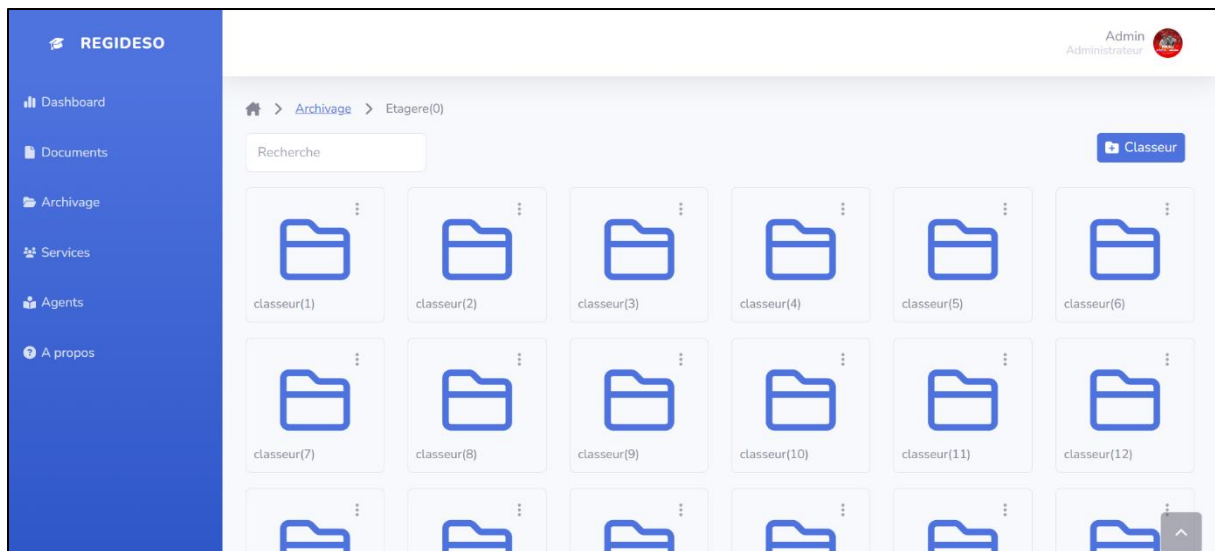 REGIDESO
Admin
Administrateur
Dashboard
Archivage Etagere(0)
Documents
Recherche
Classeur
Archivage
Services
Agents
A propos
classeur(1) classeur(2) classeur(3) classeur(4) classeur(5) classeur(6)
classeur(7) classeur(8) classeur(9) classeur(10) classeur(11) classeur(12)